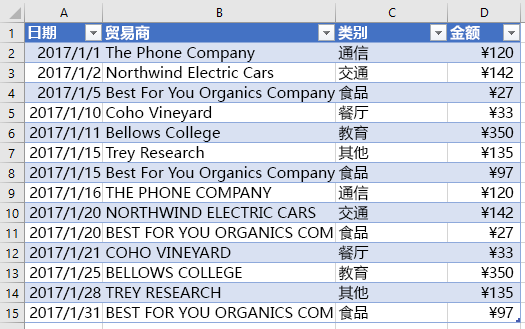 A B C D
1 日期 贸易商 类别 金额
2 2017/1/1 The Phone Company 通信 ¥120
3 2017/1/2 Northwind Electric Cars 交通 ¥142
4 2017/1/5 Best For You Organics Company 食品 ¥27
5 2017/1/10 Coho Vineyard 餐厅 ¥33
6 2017/1/11 Bellows College 教育 ¥350
7 2017/1/15 Trey Research 其他 ¥135
8 2017/1/15 Best For You Organics Company 食品 ¥97
9 2017/1/16 THE PHONE COMPANY 通信 ¥120
10 2017/1/20 NORTHWIND ELECTRIC CARS 交通 ¥142
11 2017/1/20 BEST FOR YOU ORGANICS COM 食品 ¥27
12 2017/1/21 COHO VINEYARD 餐厅 ¥33
13 2017/1/25 BELLOWS COLLEGE 教育 ¥350
14 2017/1/28 TREY RESEARCH 其他 ¥135
15 2017/1/31 BEST FOR YOU ORGANICS COM 食品 ¥97